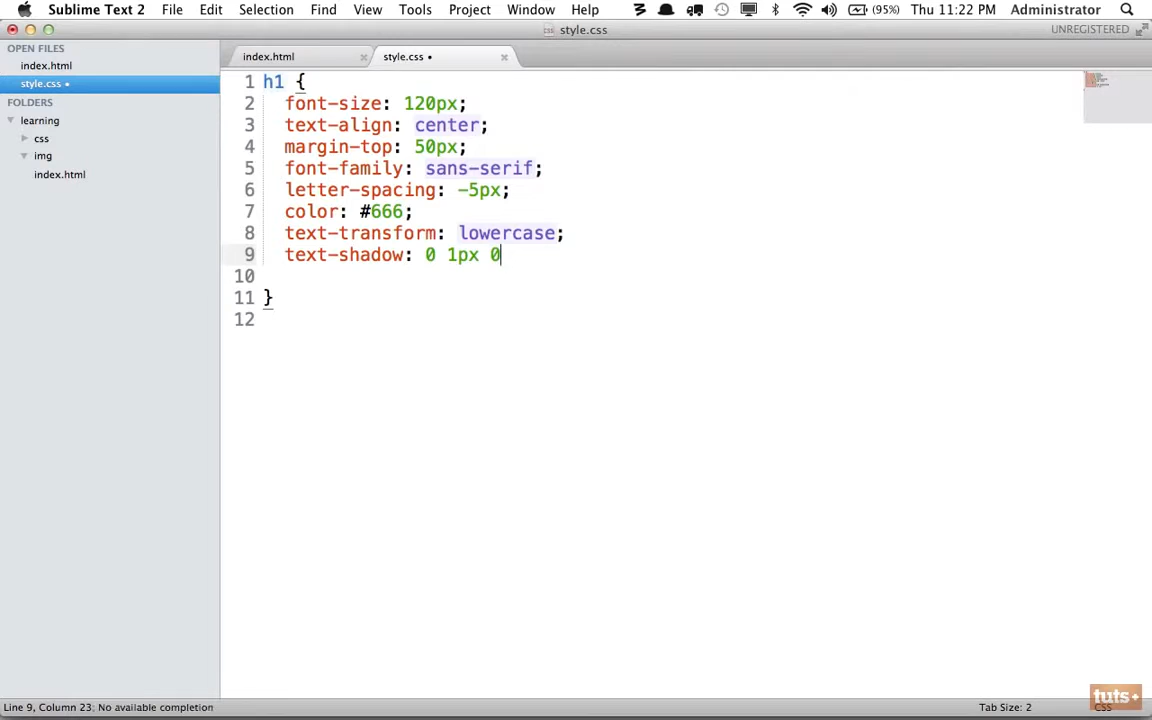 Sublime Text 2 File Edit Selection Find View Tools Project Window Help (95%) Thu 11:22 PM Administrator
style.css UNREGISTERED
OPEN FILES
index.html
style.css
FOLDERS
learning
css
img
index.html
index.html style.css
1 h1 {
2 font-size: 120px;
3 text-align: center;
4 margin-top: 50px;
5 font-family: sans-serif;
6 letter-spacing: -5px;
7 color: #666;
8 text-transform: lowercase;
9 text-shadow: 0 1px 0
10
11 }
12
Line 9, Column 23; No available completion Tab Size: 2 CSS
tuts+